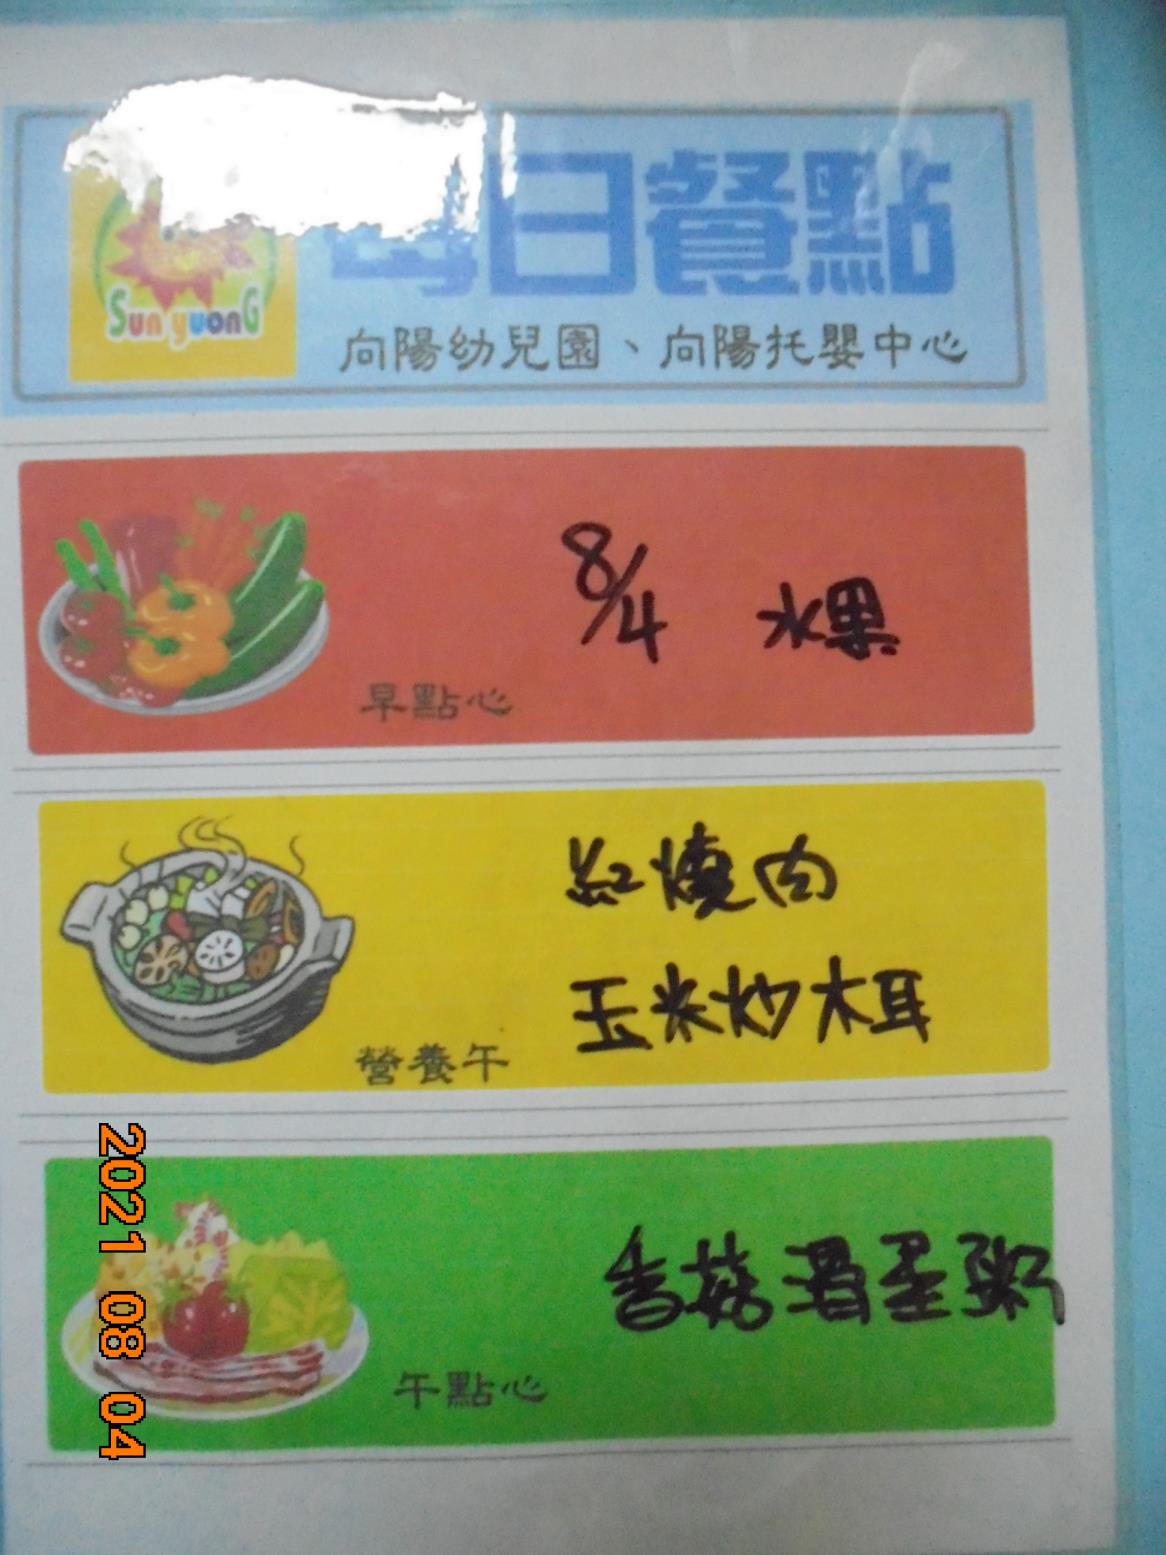 每日餐點
Sun yuonG
向陽幼兒園、向陽托嬰中心
8/4 水菓
早點心
紅燒肉
玉米炒木耳
營養午
香菇滑蛋粥
午點心
2021 08 04